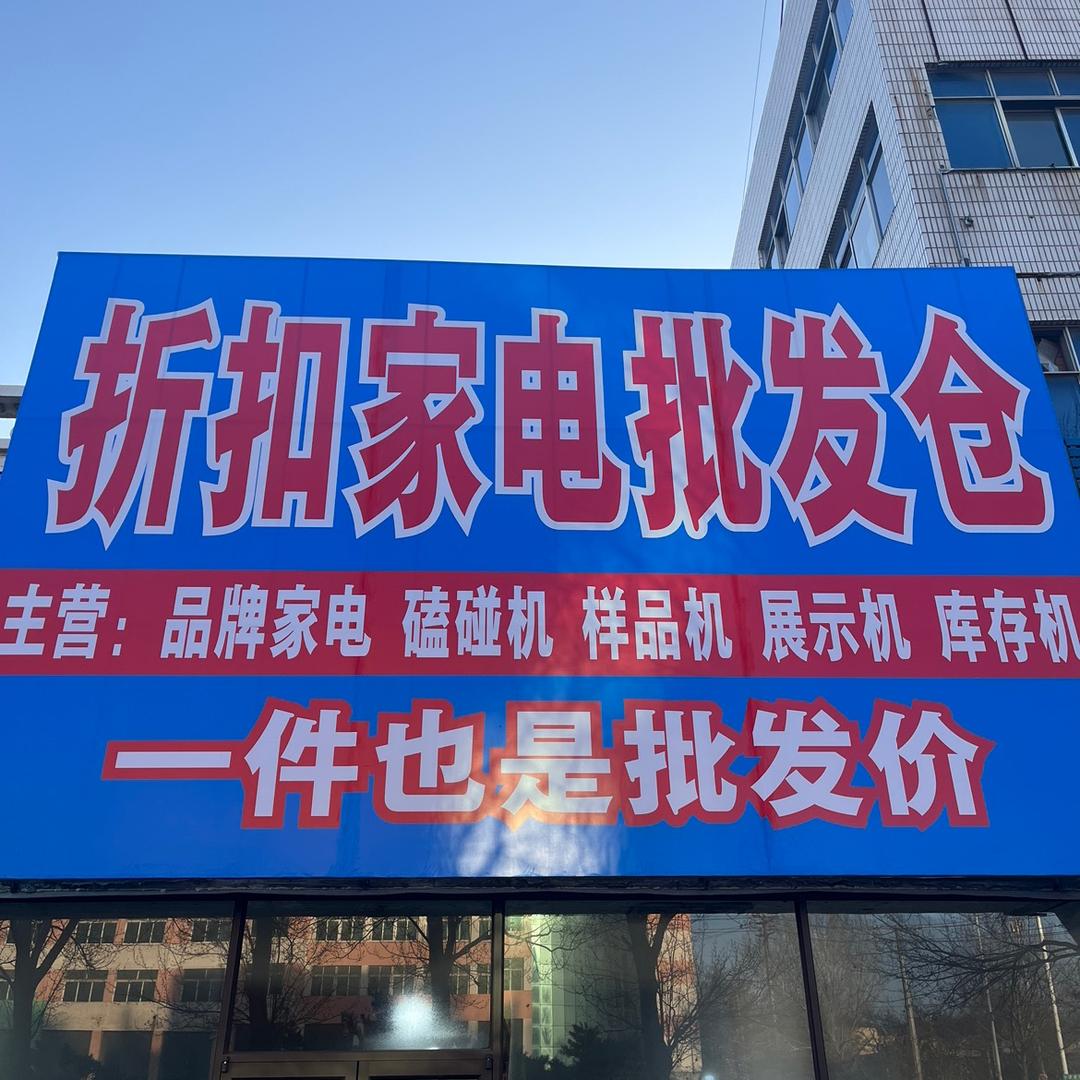 折扣家电批发仓
主营：品牌家电 磕碰机 样品机 展示机 库存机
一件也是批发价